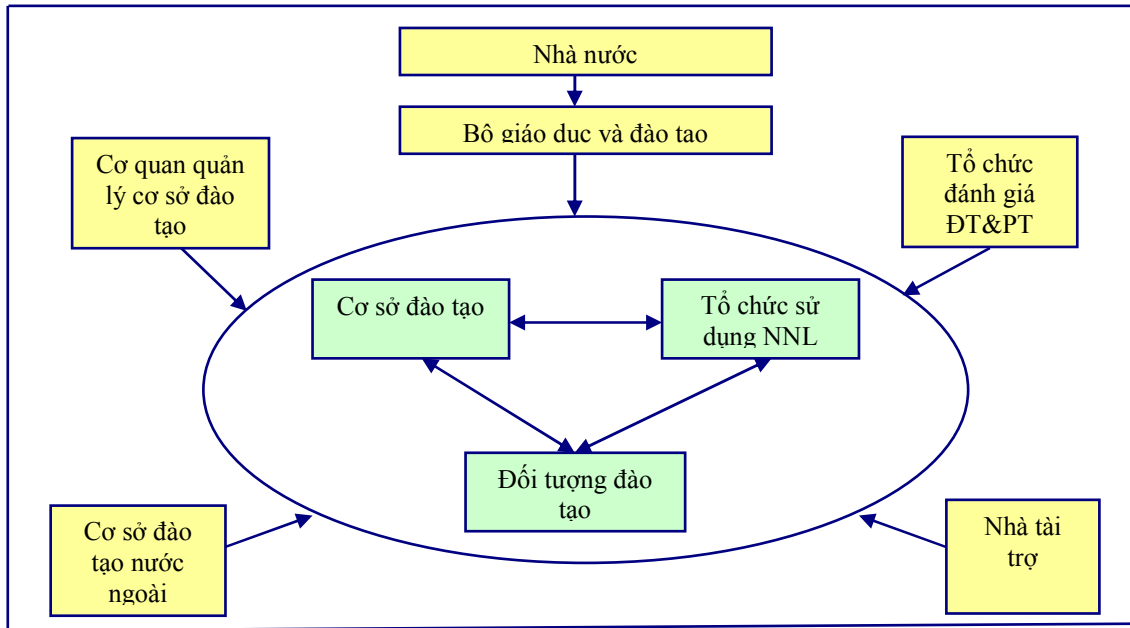 Nhà nước
Bô giáo duc và đào tao
Cơ quan quản
lý cơ sở đào
tạo
Tổ chức
đánh giá
ĐT&PT
Cơ sở đào tạo
Tổ chức sử
dụng NNL
Đối tượng đào
tạo
Cơ sở đào
tạo nước
ngoài
Nhà tài
trợ